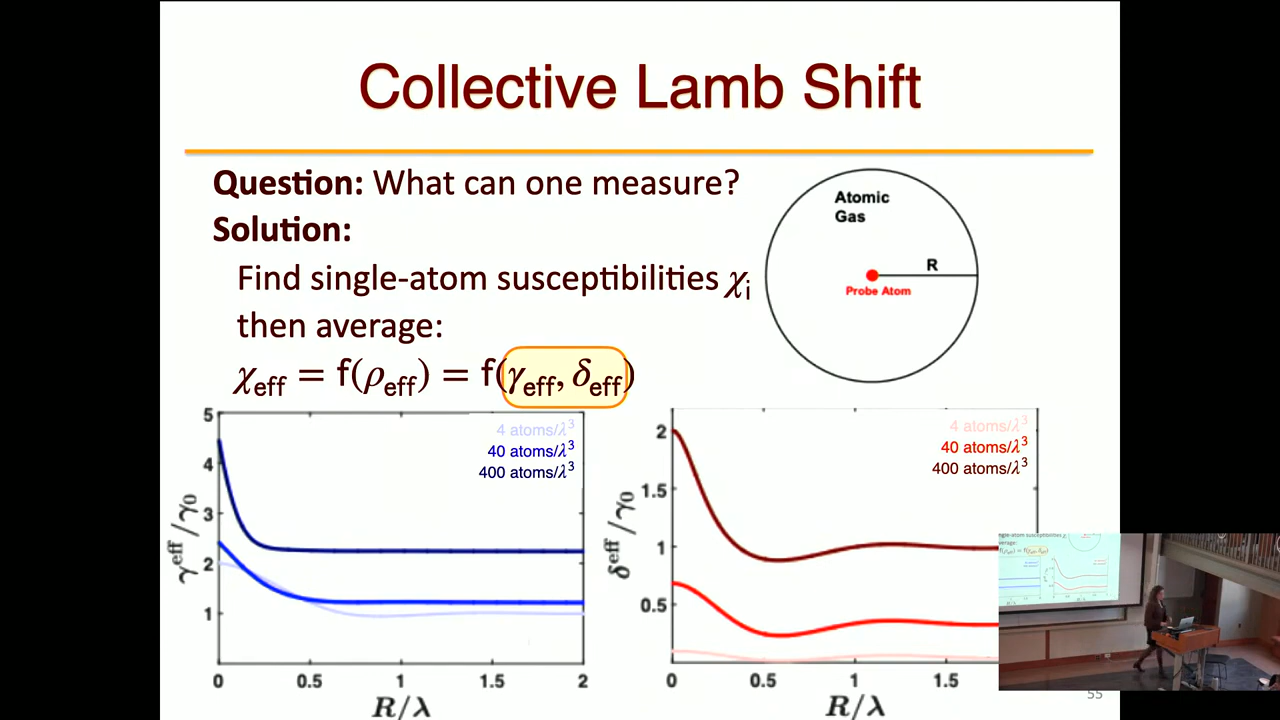 Collective Lamb Shift
Question: What can one measure?
Solution:
Find single-atom susceptibilities χi
then average:
χeff = f(ρeff) = f(γeff, δeff)
Atomic
Gas
R
Probe Atom
5
4
3
2
1
γ^eff/γ0
4 atoms/λ³
40 atoms/λ³
400 atoms/λ³
0 0.5 1 1.5 2
R/λ
2
1.5
1
0.5
δ^eff/γ0
4 atoms/λ³
40 atoms/λ³
400 atoms/λ³
0 0.5 1 1.5
R/λ
55